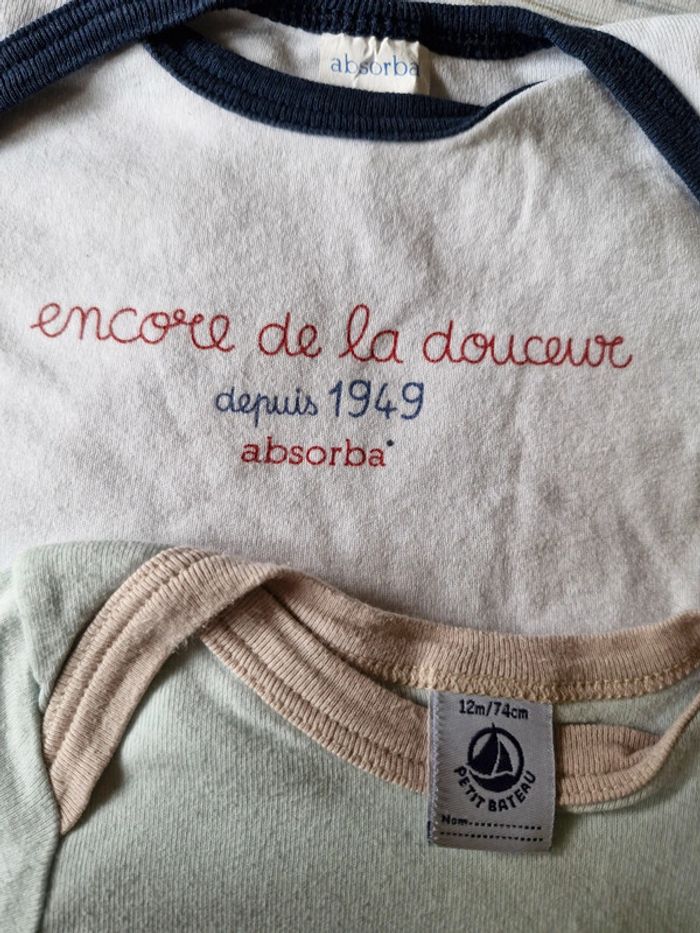 absorba
encore de la douceur
depuis 1949
absorba
12m/74cm
PETIT BATEAU
Nom